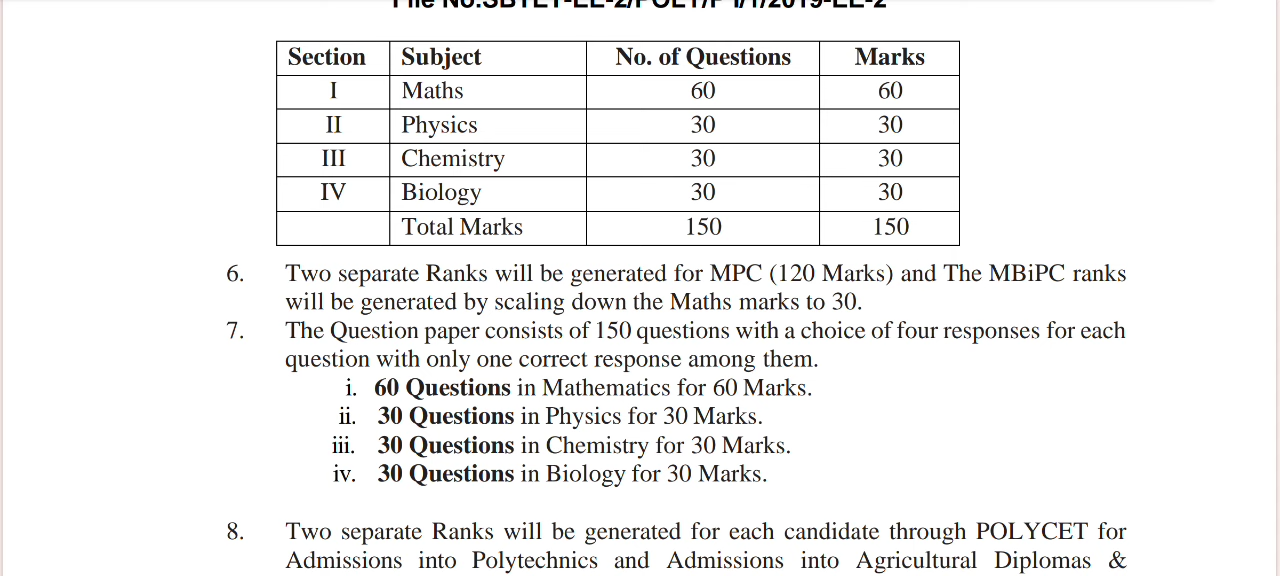 Section Subject No. of Questions Marks
I Maths 60 60
II Physics 30 30
III Chemistry 30 30
IV Biology 30 30
Total Marks 150 150
6. Two separate Ranks will be generated for MPC (120 Marks) and The MBiPC ranks
will be generated by scaling down the Maths marks to 30.
7. The Question paper consists of 150 questions with a choice of four responses for each
question with only one correct response among them.
i. 60 Questions in Mathematics for 60 Marks.
ii. 30 Questions in Physics for 30 Marks.
iii. 30 Questions in Chemistry for 30 Marks.
iv. 30 Questions in Biology for 30 Marks.
8. Two separate Ranks will be generated for each candidate through POLYCET for
Admissions into Polytechnics and Admissions into Agricultural Diplomas &